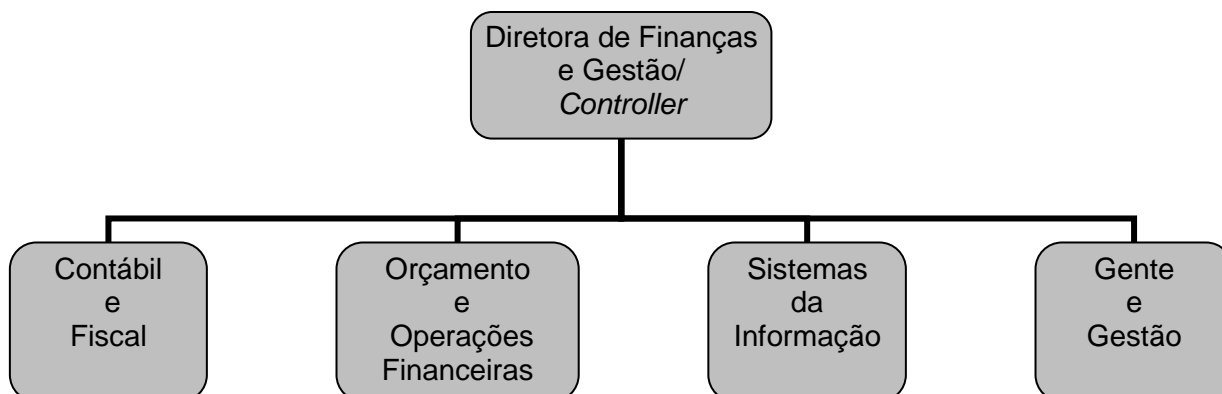 Diretora de Finanças
e Gestão/
Controller
Contábil
e
Fiscal
Orçamento
e
Operações
Financeiras
Sistemas
da
Informação
Gente
e
Gestão